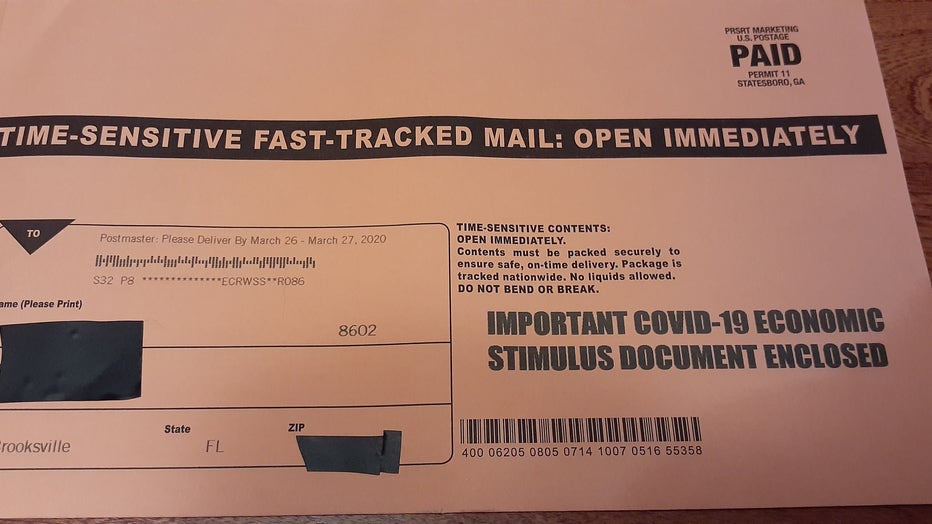 PRSRT MARKETING
U.S. POSTAGE
PAID
PERMIT 11
STATESBORO, GA
TIME-SENSITIVE FAST-TRACKED MAIL: OPEN IMMEDIATELY
TO
Postmaster: Please Deliver By March 26 - March 27, 2020
S32 P8 **************ECRWSS**R086
ame (Please Print)
8602
State
ZIP
rooksville
FL
TIME-SENSITIVE CONTENTS:
OPEN IMMEDIATELY.
Contents must be packed securely to
ensure safe, on-time delivery. Package is
tracked nationwide. No liquids allowed.
DO NOT BEND OR BREAK.
IMPORTANT COVID-19 ECONOMIC
STIMULUS DOCUMENT ENCLOSED
400 06205 0805 0714 1007 0516 55358